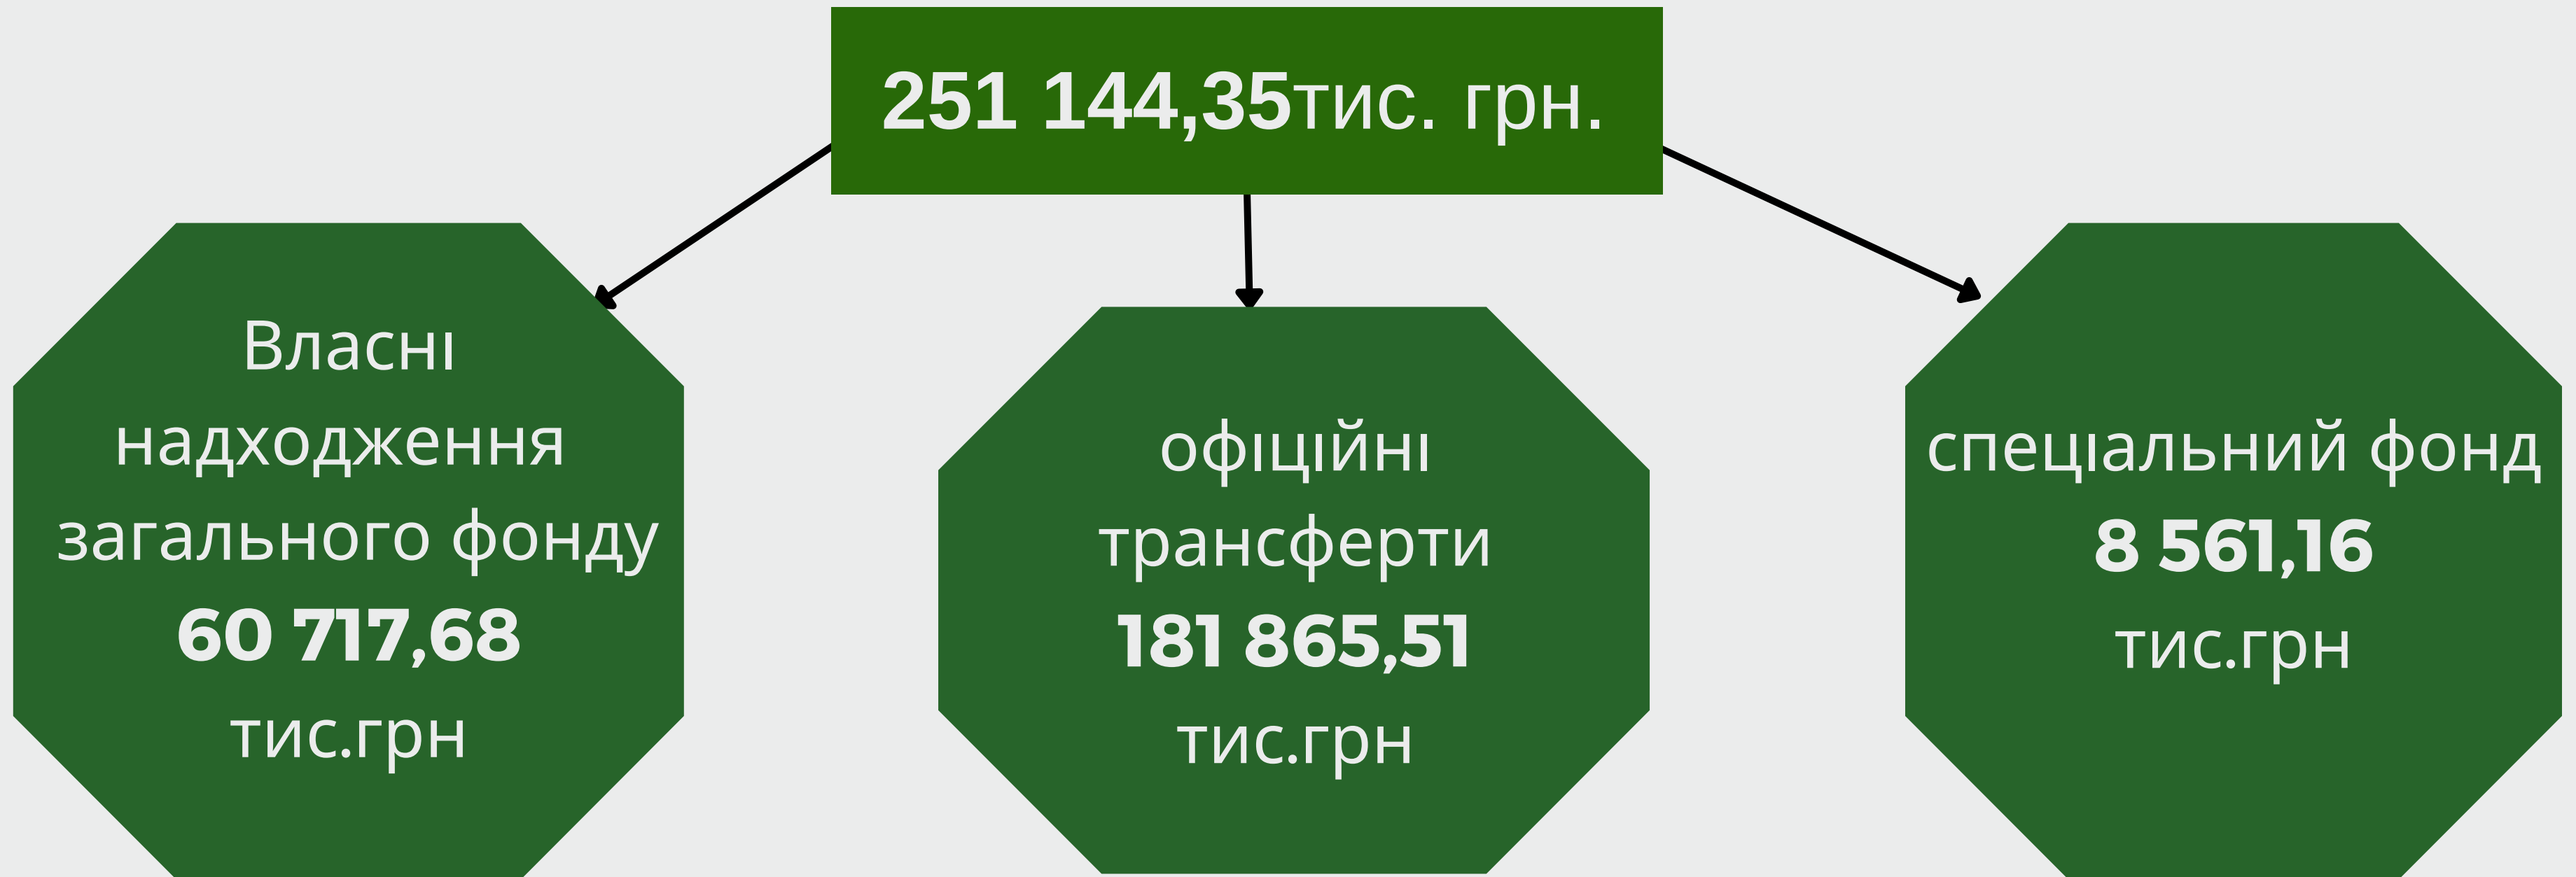 251 144,35тис. грн.
Власні
надходження
загального фонду
60 717,68
тис.грн
офіційні
трансферти
181 865,51
тис.грн
спеціальний фонд
8 561,16
тис.грн